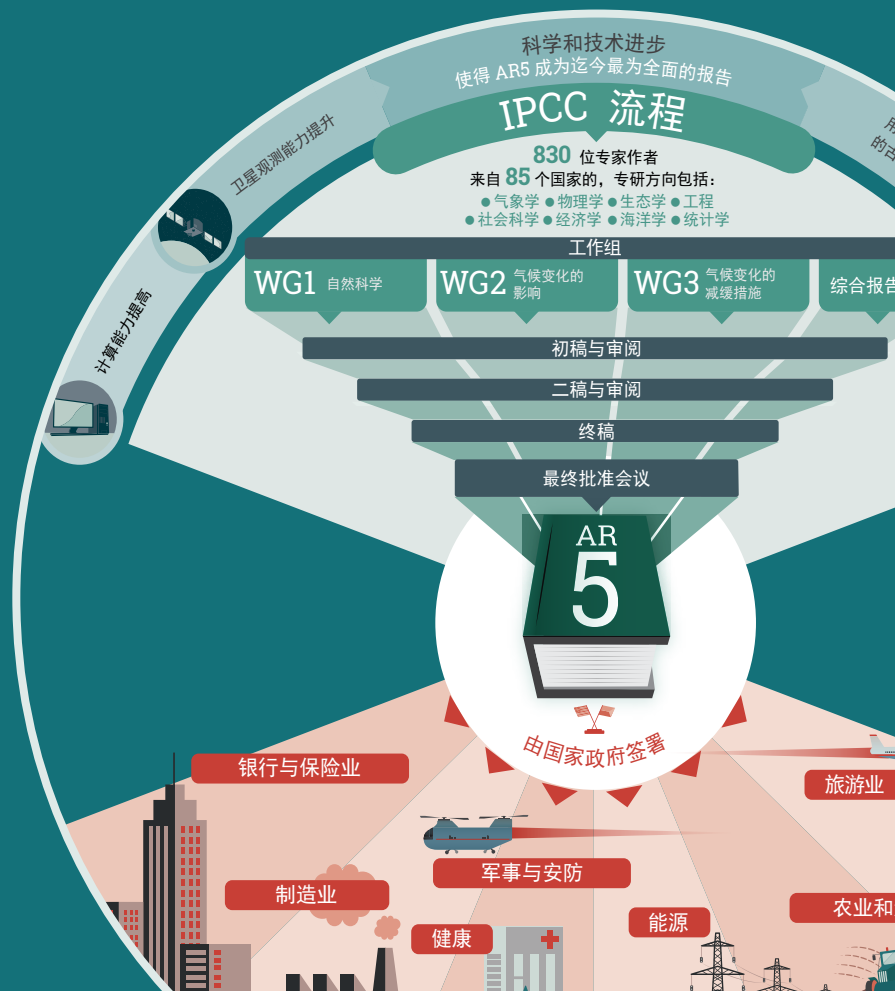 科学和技术进步
使得 AR5 成为迄今最为全面的报告
IPCC 流程
卫星观测能力提升
计算能力提高
830 位专家作者
来自 85 个国家的，专研方向包括：
●气象学 ●物理学 ●生态学 ●工程
●社会科学 ●经济学 ●海洋学 ●统计学
工作组
WG1 自然科学
WG2 气候变化的
影响
WG3 气候变化的
减缓措施
综合报告
初稿与审阅
二稿与审阅
终稿
最终批准会议
AR
5
由国家政府签署
银行与保险业
旅游业
军事与安防
制造业
农业和
能源
健康